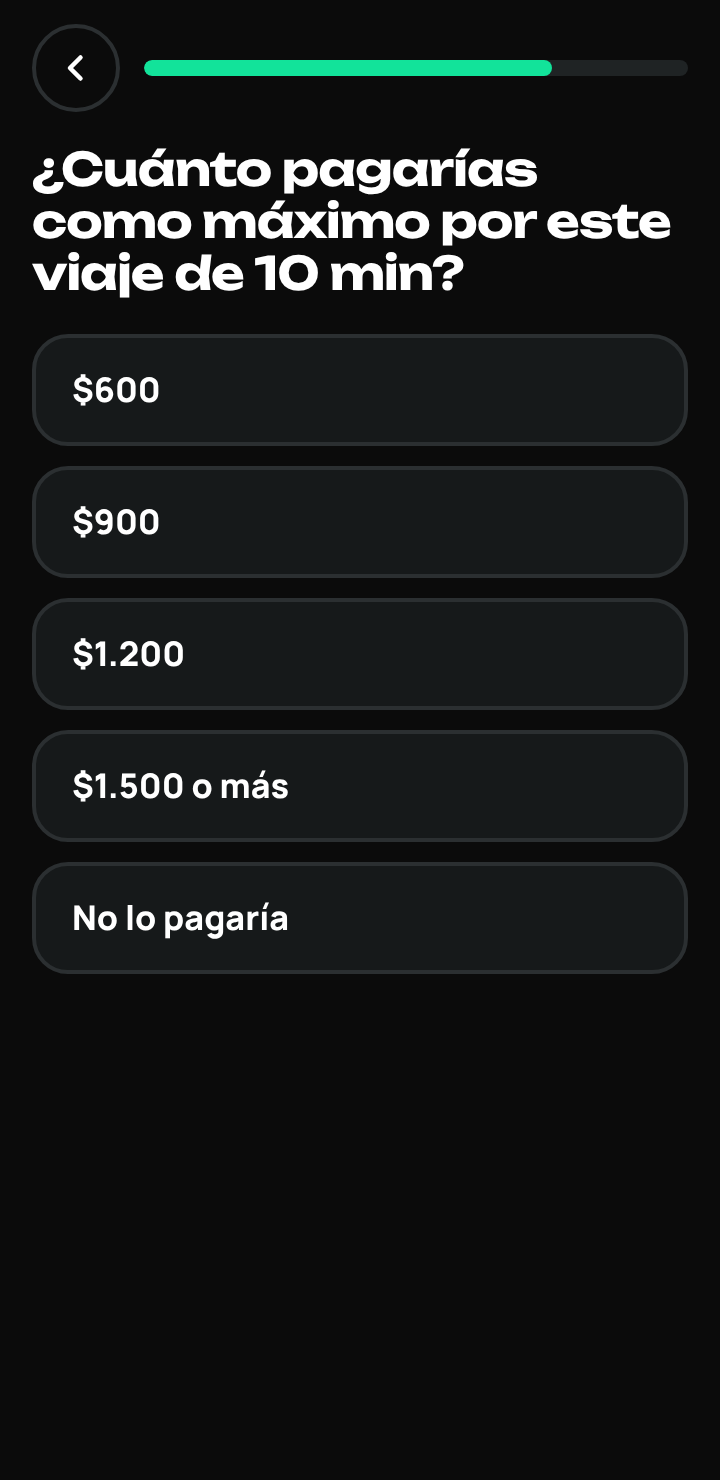 ¿Cuánto pagarías
como máximo por este
viaje de 10 min?
$600
$900
$1.200
$1.500 o más
No lo pagaría